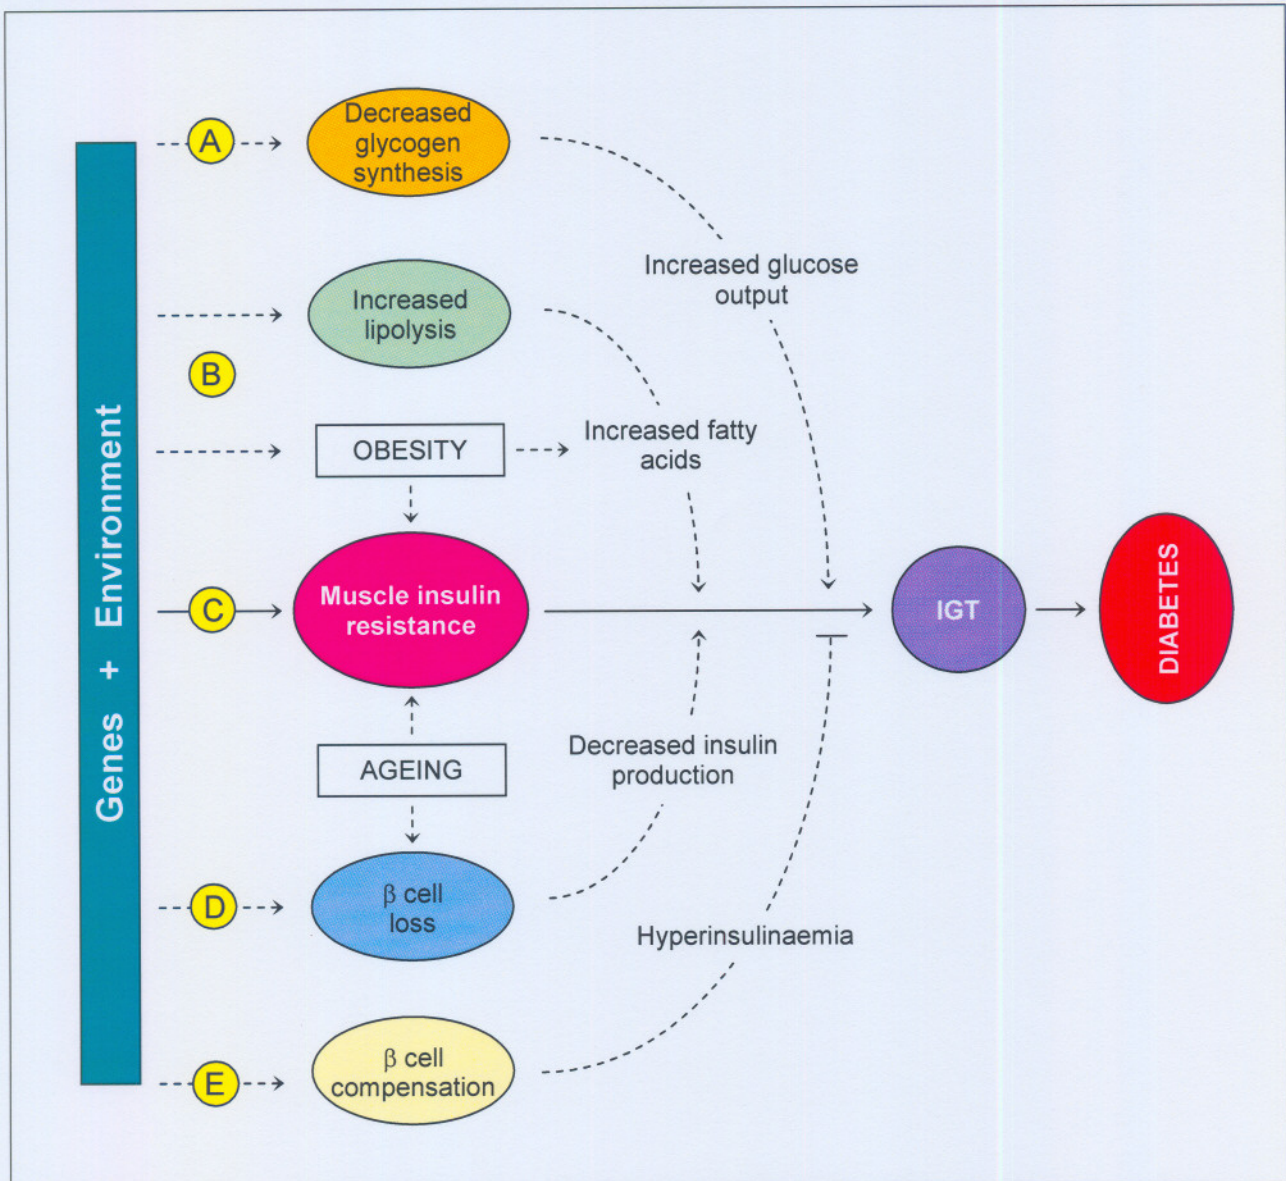 Genes + Environment
A
Decreased
glycogen
synthesis
Increased glucose
output
Increased
lipolysis
B
OBESITY
Increased fatty
acids
C
Muscle insulin
resistance
IGT
DIABETES
AGEING
Decreased insulin
production
D
β cell
loss
Hyperinsulinaemia
E
β cell
compensation